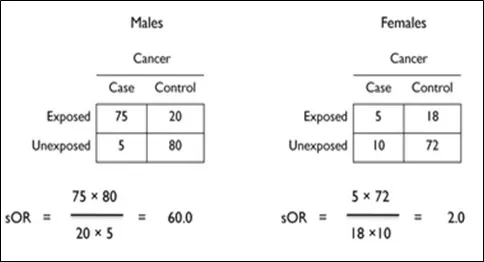 Males
Cancer
Case Control
Exposed 75 20
Unexposed 5 80
sOR = 75 × 80 / 20 × 5 = 60.0
Females
Cancer
Case Control
Exposed 5 18
Unexposed 10 72
sOR = 5 × 72 / 18 ×10 = 2.0